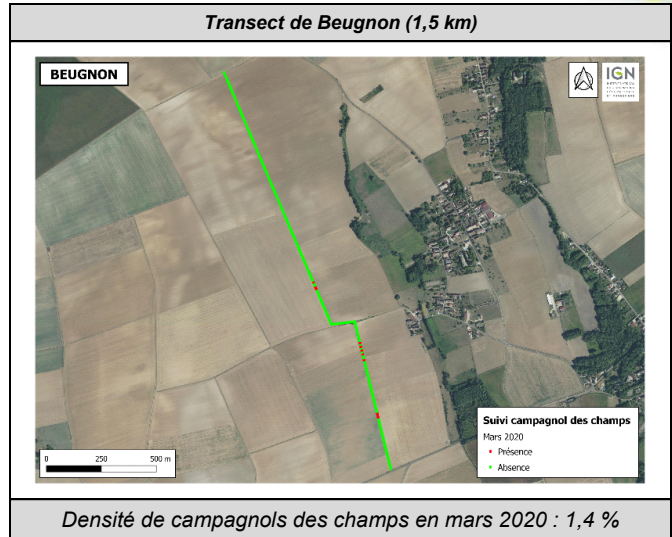 Transect de Beugnon (1,5 km)
BEUGNON
IGN
Suivi campagnol des champs
Mars 2020
Présence
Absence
0 250 500 m
Densité de campagnols des champs en mars 2020 : 1,4 %